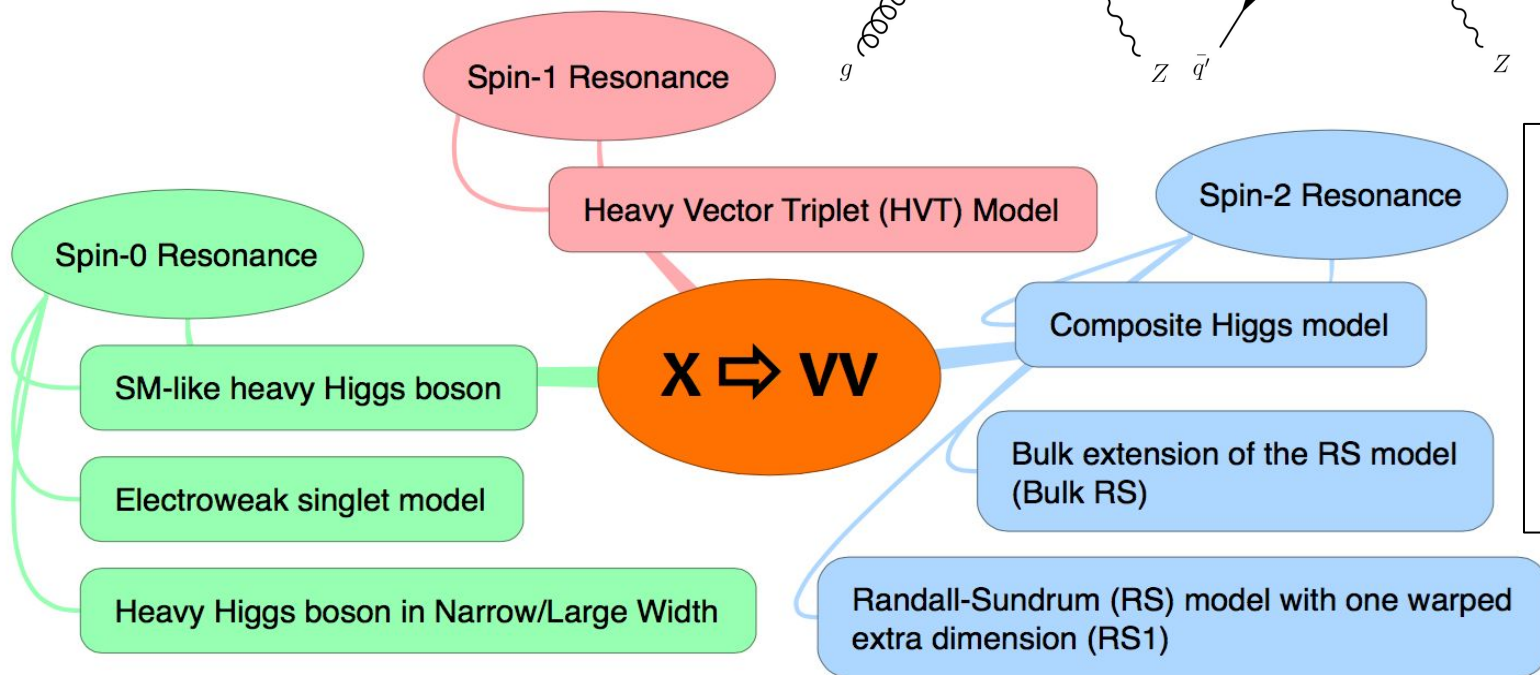 g
Z
q̄′
Z
Spin-1 Resonance
Heavy Vector Triplet (HVT) Model
Spin-2 Resonance
Spin-0 Resonance
Composite Higgs model
X ⇨ VV
SM-like heavy Higgs boson
Bulk extension of the RS model
(Bulk RS)
Electroweak singlet model
Heavy Higgs boson in Narrow/Large Width
Randall-Sundrum (RS) model with one warped
extra dimension (RS1)